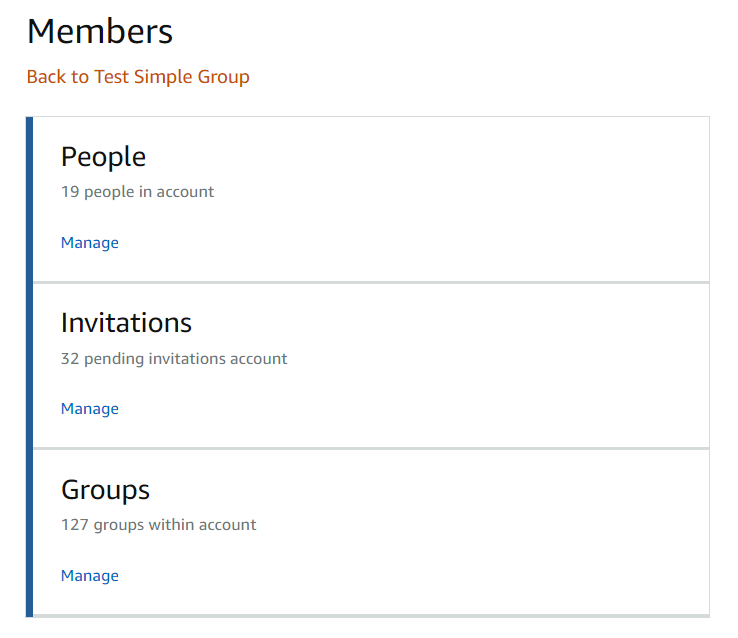 Members
Back to Test Simple Group
People
19 people in account
Manage
Invitations
32 pending invitations account
Manage
Groups
127 groups within account
Manage